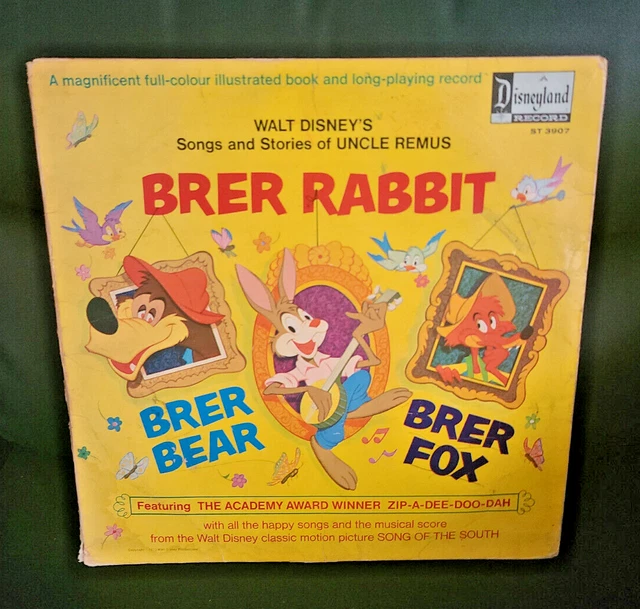 A magnificent full-colour illustrated book and long-playing record
A
Disneyland
RECORD
ST 3907
WALT DISNEY'S
Songs and Stories of UNCLE REMUS
BRER RABBIT
BRER
BEAR
BRER
FOX
Featuring THE ACADEMY AWARD WINNER ZIP-A-DEE-DOO-DAH
with all the happy songs and the musical score
from the Walt Disney classic motion picture SONG OF THE SOUTH